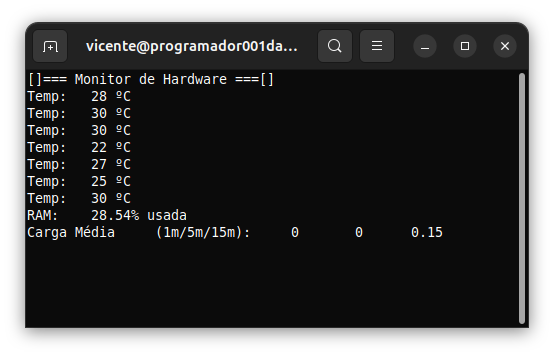 vicente@programador001da...
[]=== Monitor de Hardware ===[]
Temp:   28 ºC
Temp:   30 ºC
Temp:   30 ºC
Temp:   22 ºC
Temp:   27 ºC
Temp:   25 ºC
Temp:   30 ºC
RAM:    28.54% usada
Carga Média     (1m/5m/15m):     0       0      0.15